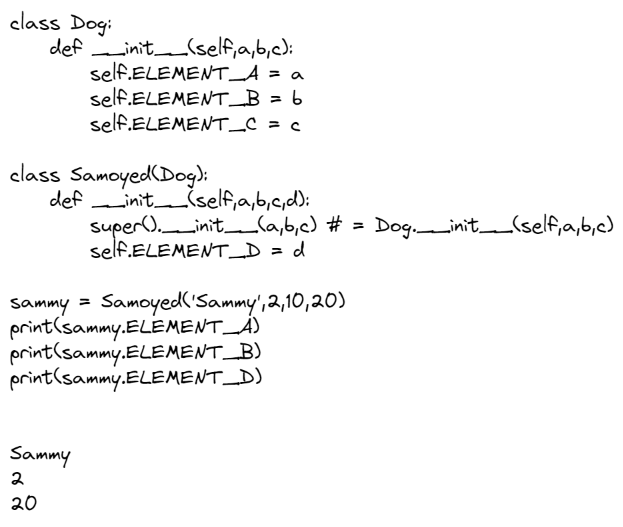 class Dog:
    def __init__(self,a,b,c):
        self.ELEMENT_A = a
        self.ELEMENT_B = b
        self.ELEMENT_C = c

class Samoyed(Dog):
    def __init__(self,a,b,c,d):
        super().__init__(a,b,c) # = Dog.__init__(self,a,b,c)
        self.ELEMENT_D = d

sammy = Samoyed('Sammy',2,10,20)
print(sammy.ELEMENT_A)
print(sammy.ELEMENT_B)
print(sammy.ELEMENT_D)

Sammy
2
20